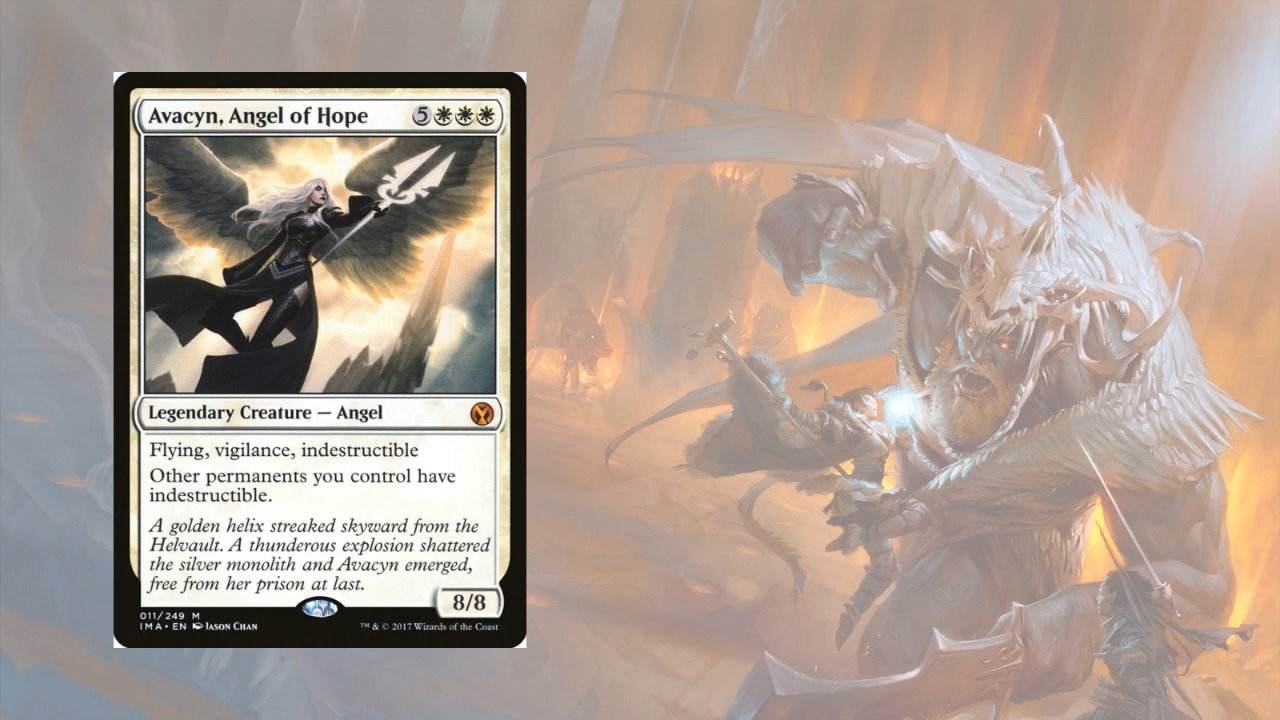 Avacyn, Angel of Hope 5
Legendary Creature — Angel
Flying, vigilance, indestructible
Other permanents you control have
indestructible.
A golden helix streaked skyward from the
Helvault. A thunderous explosion shattered
the silver monolith and Avacyn emerged,
free from her prison at last.
8/8
011/249 M
IMA • EN Jason Chan
™ & © 2017 Wizards of the Coast